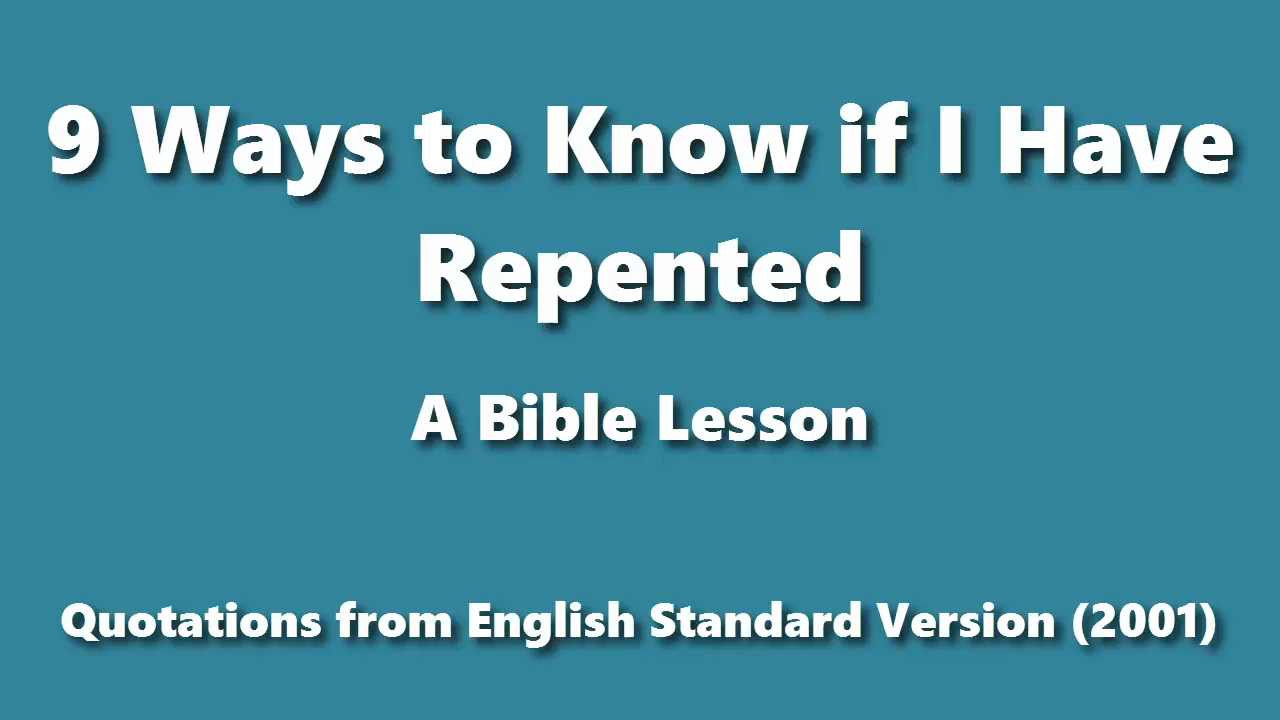 9 Ways to Know if I Have
Repented
A Bible Lesson
Quotations from English Standard Version (2001)